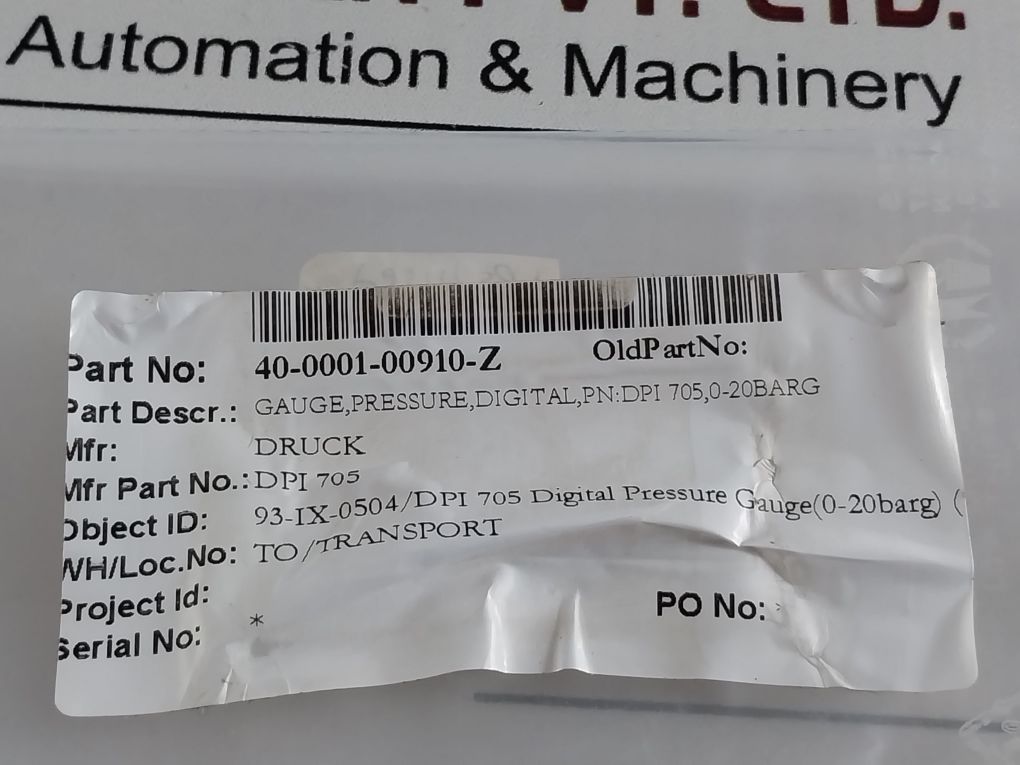 PVT. LTD.
Automation & Machinery
Part No: 40-0001-00910-Z OldPartNo:
Part Descr.: GAUGE,PRESSURE,DIGITAL,PN:DPI 705,0-20BARG
Mfr: DRUCK
Mfr Part No.: DPI 705
Object ID: 93-IX-0504/DPI 705 Digital Pressure Gauge(0-20barg) (
WH/Loc.No: TO/TRANSPORT
Project Id:
Serial No: * PO No: *